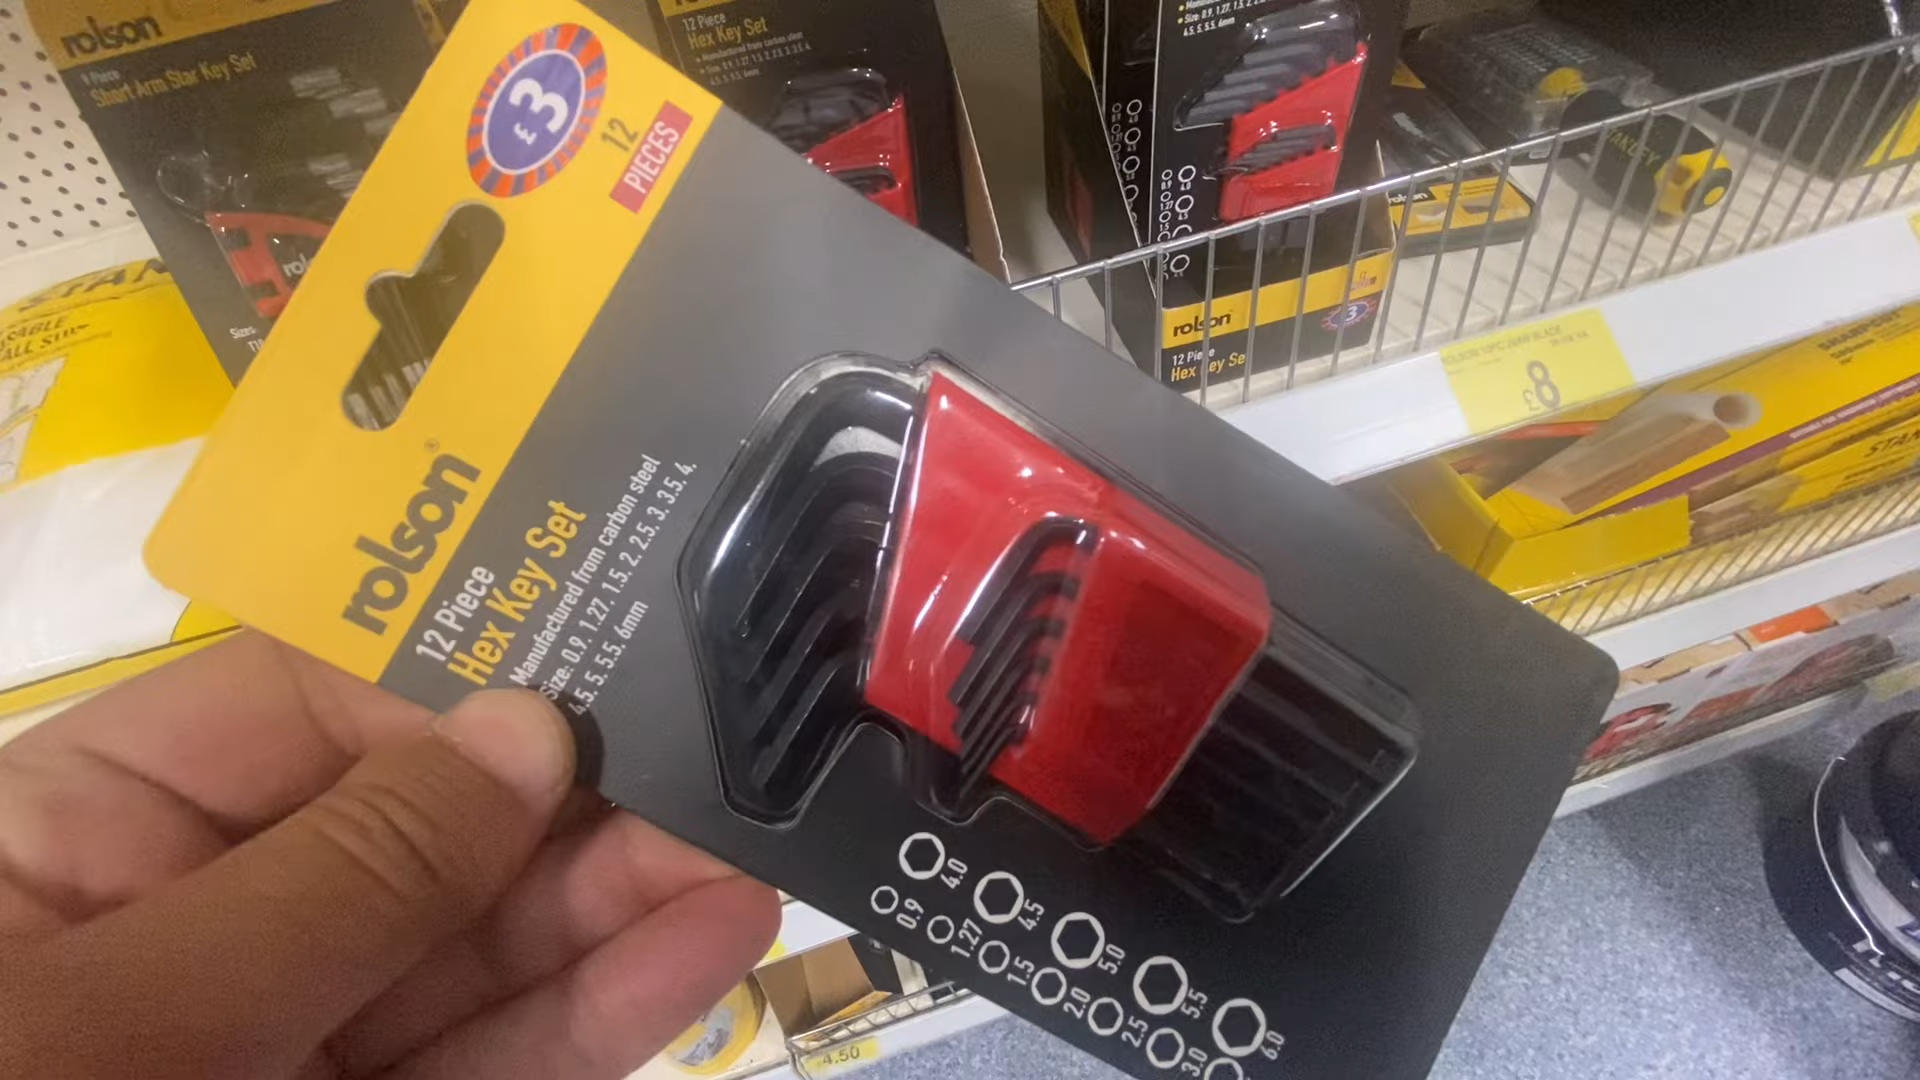 rolson
9 Piece
Short Arm Star Key Set
12 Piece
Hex Key Set
£3
12
PIECES
rolson
12 Piece
Hex Key Set
Manufactured from carbon steel
Size: 0.9, 1.27, 1.5, 2, 2.5, 3, 3.5, 4,
4.5, 5, 5.5, 6mm
4.0
4.5
5.0
5.5
6.0
0.9
1.27
1.5
2.0
2.5
3.0
rolson
12 Piece
Hex Key Se
£3
rolson
£8
4.50